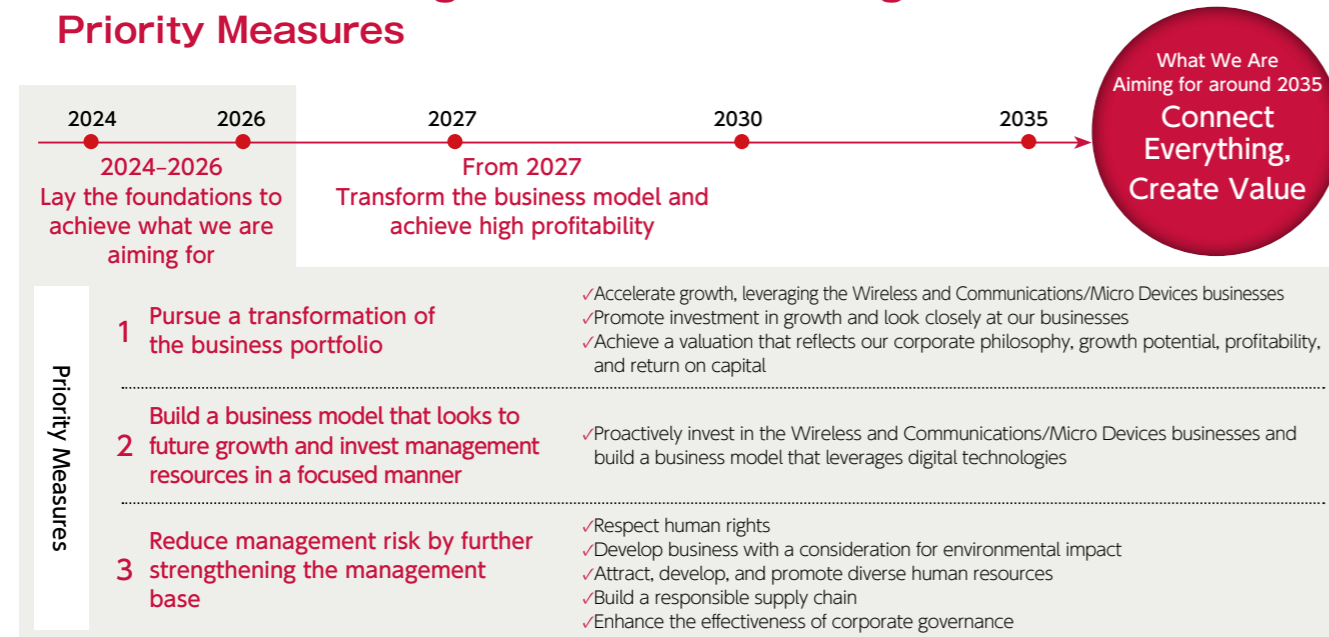 Priority Measures
What We Are
Aiming for around 2035
Connect
Everything,
Create Value
2024
2026
2027
2030
2035
2024–2026
Lay the foundations to
achieve what we are
aiming for
From 2027
Transform the business model and
achieve high profitability
Priority Measures
1
Pursue a transformation of
the business portfolio
✓Accelerate growth, leveraging the Wireless and Communications/Micro Devices businesses
✓Promote investment in growth and look closely at our businesses
✓Achieve a valuation that reflects our corporate philosophy, growth potential, profitability,
and return on capital
2
Build a business model that looks to
future growth and invest management
resources in a focused manner
✓Proactively invest in the Wireless and Communications/Micro Devices businesses and
build a business model that leverages digital technologies
3
Reduce management risk by further
strengthening the management
base
✓Respect human rights
✓Develop business with a consideration for environmental impact
✓Attract, develop, and promote diverse human resources
✓Build a responsible supply chain
✓Enhance the effectiveness of corporate governance